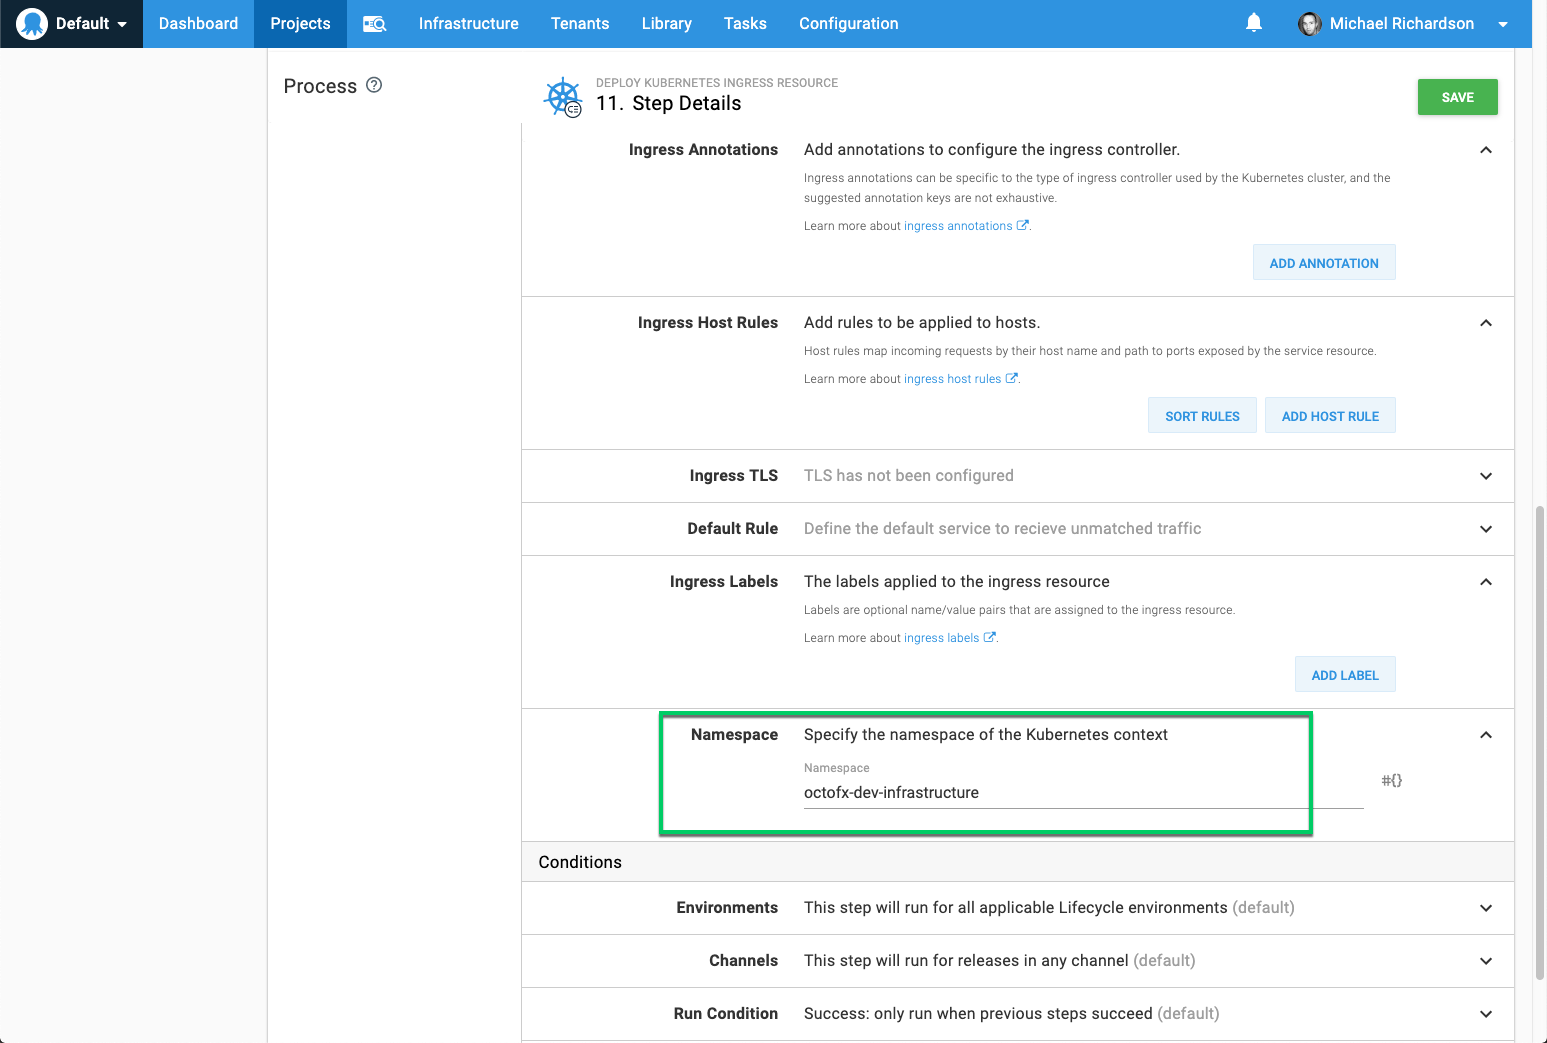 Default
Dashboard
Projects
Infrastructure
Tenants
Library
Tasks
Configuration
Michael Richardson
Process
DEPLOY KUBERNETES INGRESS RESOURCE
11. Step Details
SAVE
Ingress Annotations
Add annotations to configure the ingress controller.
Ingress annotations can be specific to the type of ingress controller used by the Kubernetes cluster, and the
suggested annotation keys are not exhaustive.
Learn more about ingress annotations.
ADD ANNOTATION
Ingress Host Rules
Add rules to be applied to hosts.
Host rules map incoming requests by their host name and path to ports exposed by the service resource.
Learn more about ingress host rules.
SORT RULES
ADD HOST RULE
Ingress TLS
TLS has not been configured
Default Rule
Define the default service to recieve unmatched traffic
Ingress Labels
The labels applied to the ingress resource
Labels are optional name/value pairs that are assigned to the ingress resource.
Learn more about ingress labels.
ADD LABEL
Namespace
Specify the namespace of the Kubernetes context
Namespace
octofx-dev-infrastructure
#{}
Conditions
Environments
This step will run for all applicable Lifecycle environments (default)
Channels
This step will run for releases in any channel (default)
Run Condition
Success: only run when previous steps succeed (default)